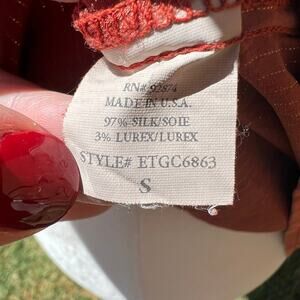 RN# 92874
MADE IN U.S.A.
97% SILK/SOIE
3% LUREX/LUREX
STYLE# ETGC6863
S